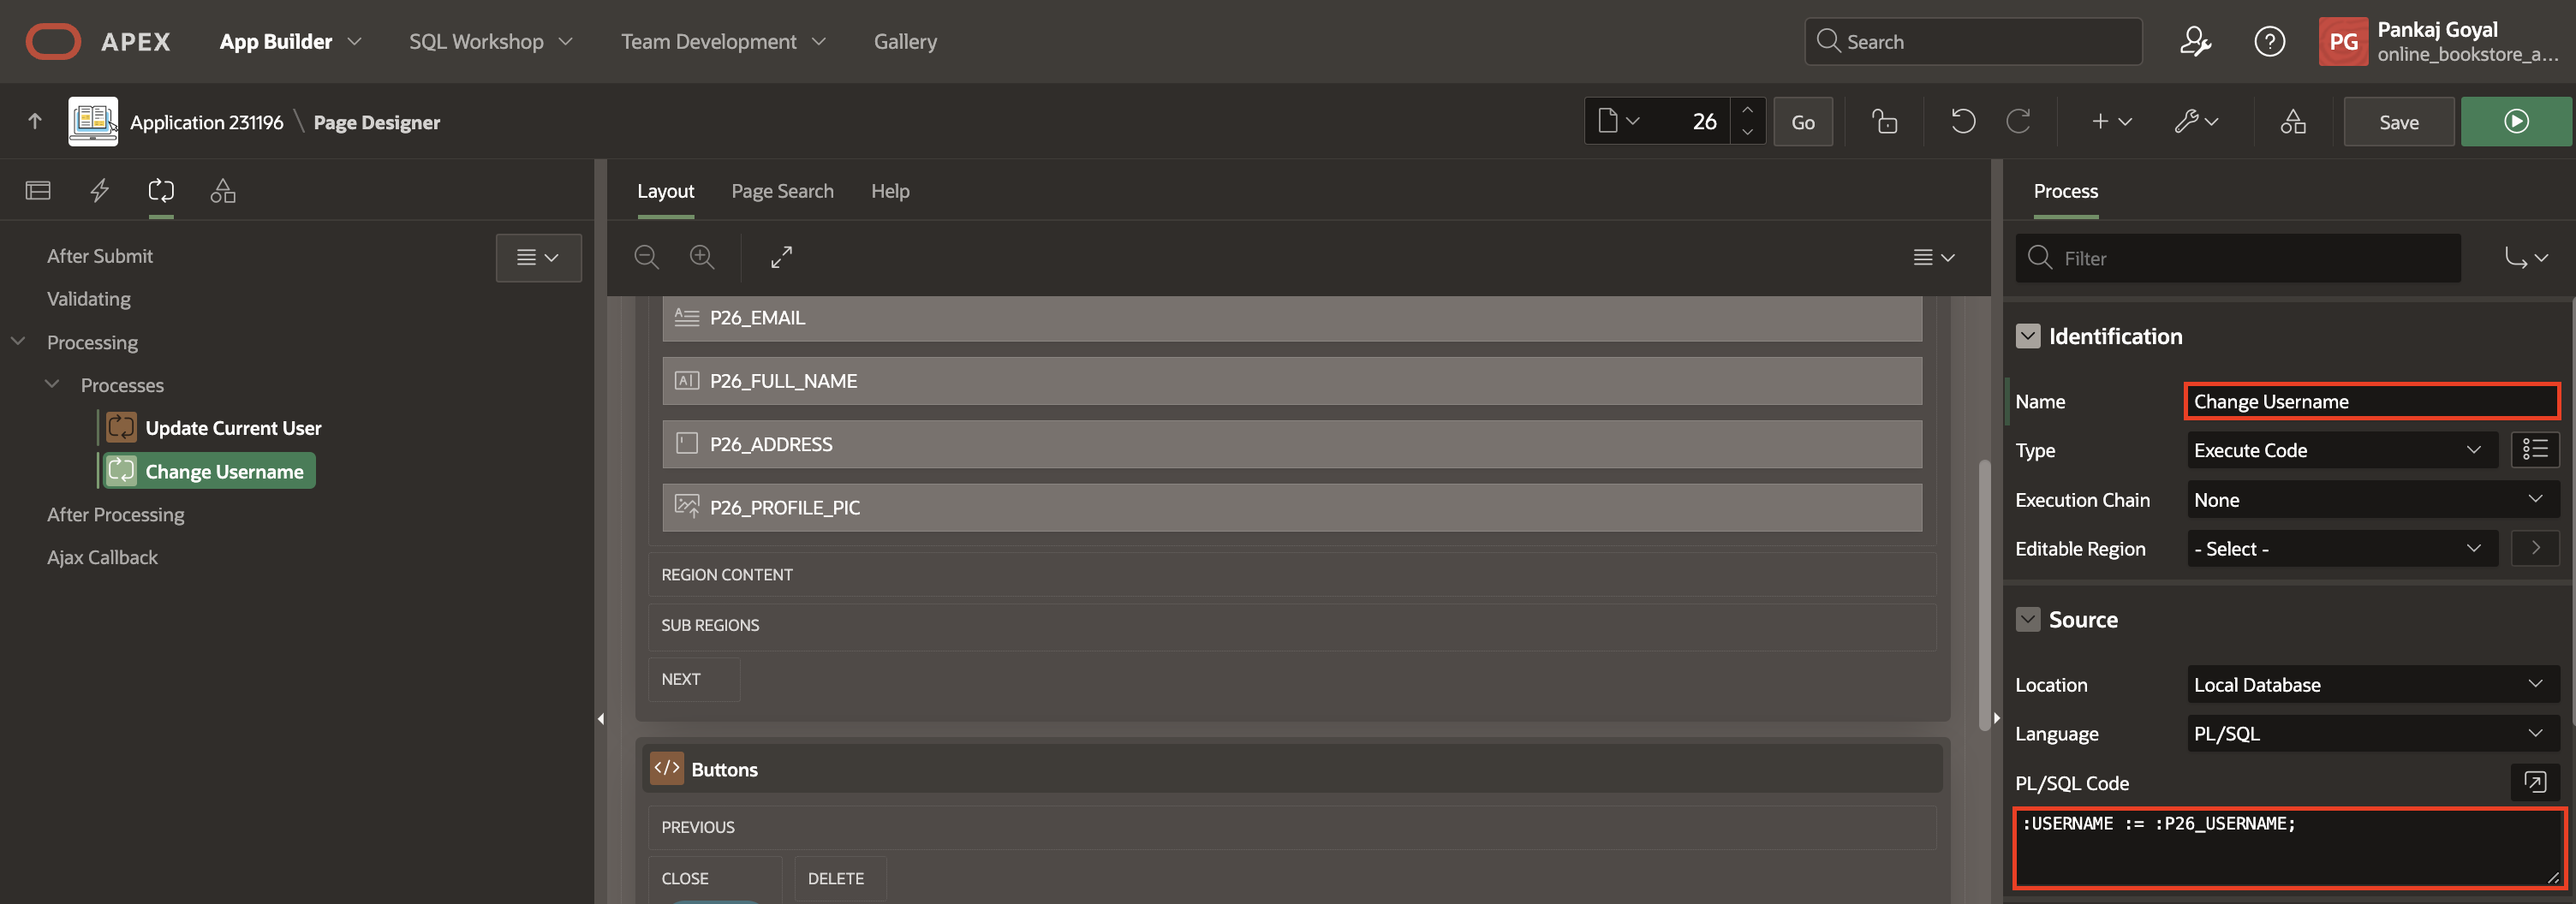 APEX App Builder SQL Workshop Team Development Gallery Search PG Pankaj Goyal
online_bookstore_a...
Application 231196 \ Page Designer 26 Go Save
Layout Page Search Help
Process
After Submit
Validating
Processing
Processes
Update Current User
Change Username
After Processing
Ajax Callback
P26_EMAIL
P26_FULL_NAME
P26_ADDRESS
P26_PROFILE_PIC
REGION CONTENT
SUB REGIONS
NEXT
Buttons
PREVIOUS
CLOSE DELETE
Filter
Identification
Name Change Username
Type Execute Code
Execution Chain None
Editable Region - Select -
Source
Location Local Database
Language PL/SQL
PL/SQL Code
:USERNAME := :P26_USERNAME;